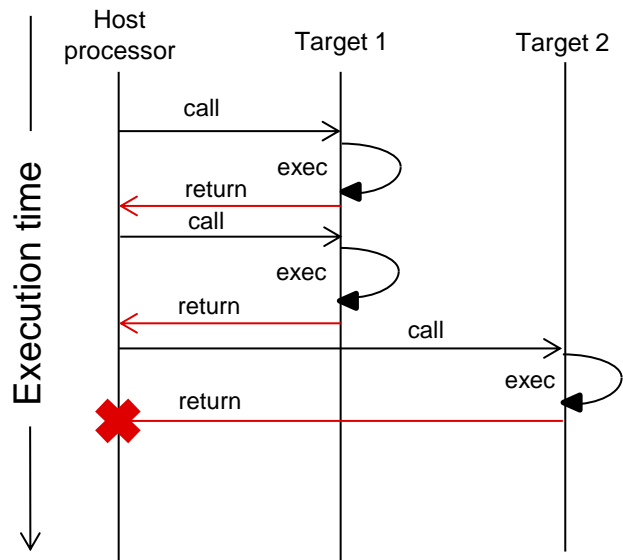 Host
processor
Target 1
Target 2
call
exec
return
call
exec
return
call
exec
return
Execution time